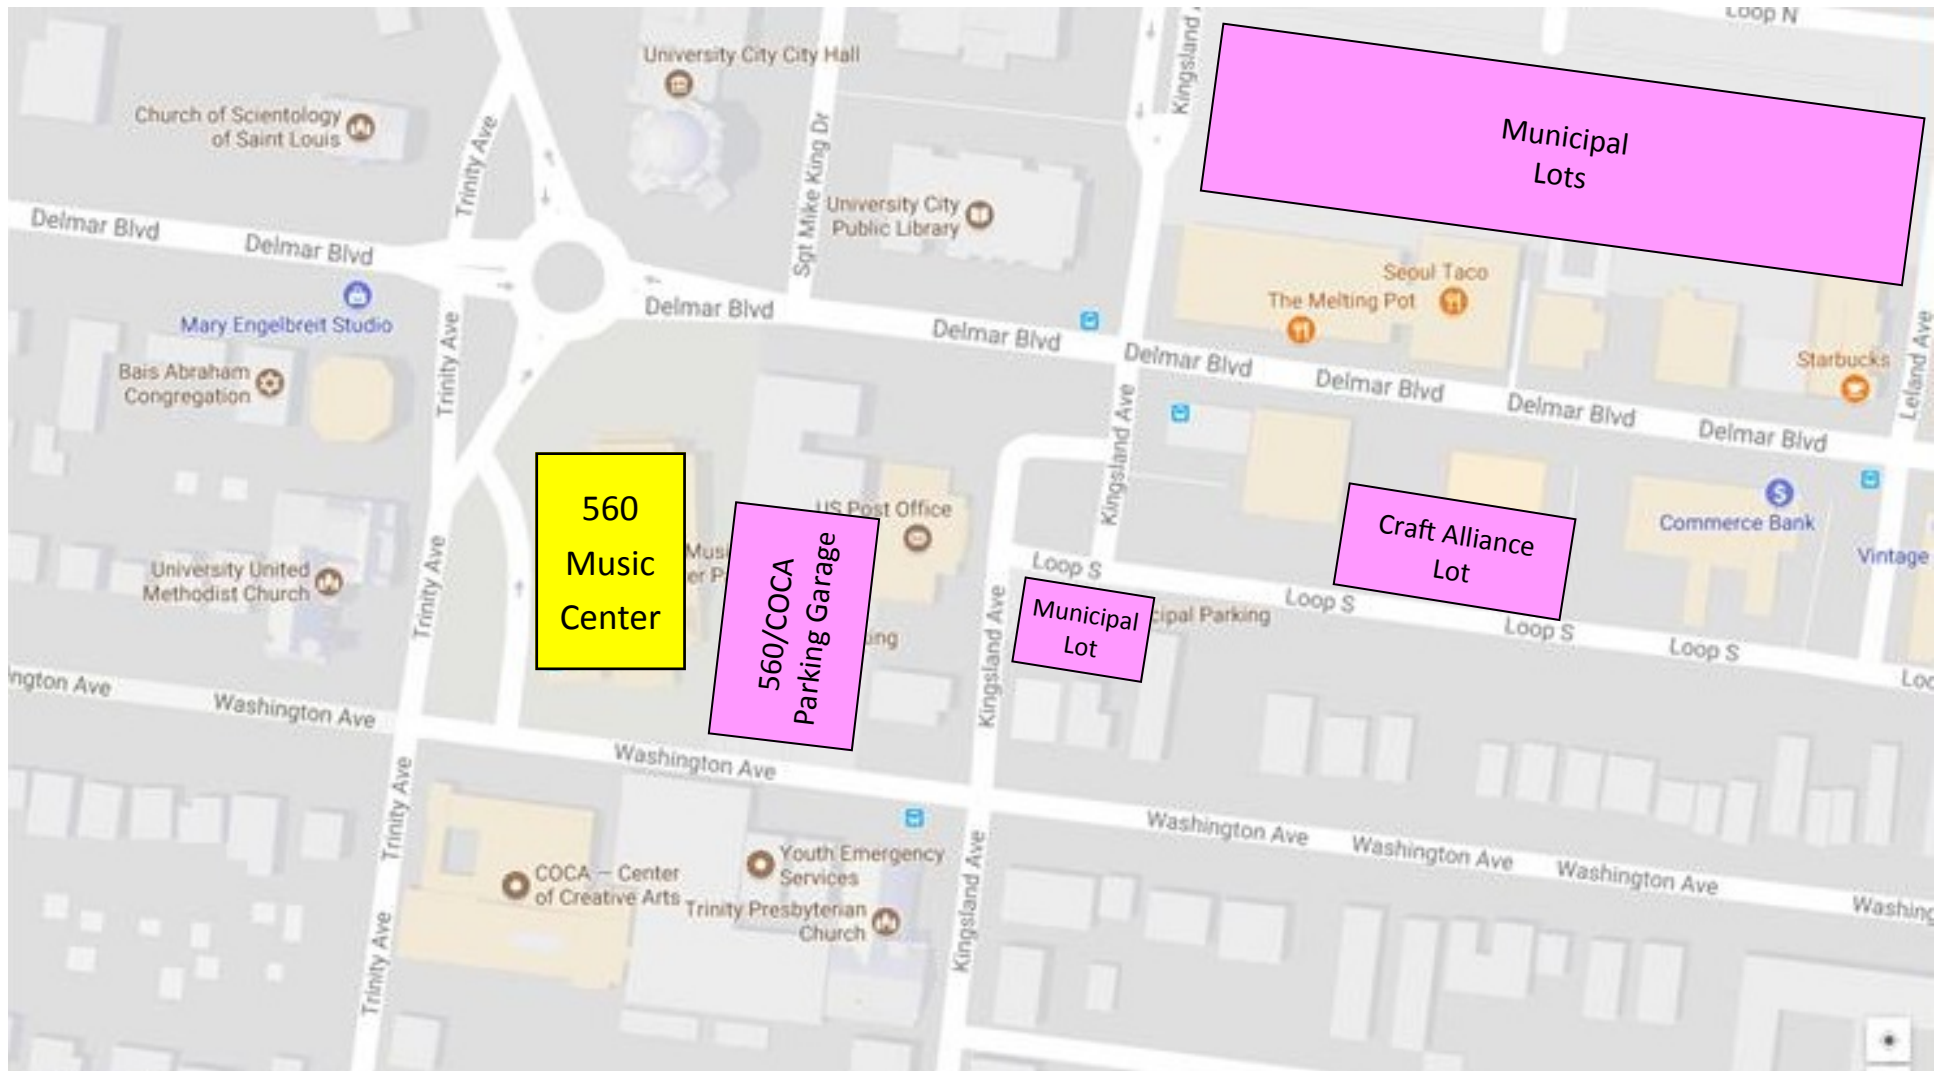 Loop N
University City City Hall
Kingsland
Church of Scientology
of Saint Louis
Trinity Ave
Sgt Mike King Dr
Municipal
Lots
University City
Public Library
Delmar Blvd
Delmar Blvd
Seoul Taco
The Melting Pot
Delmar Blvd
Delmar Blvd
Mary Engelbreit Studio
Trinity Ave
Delmar Blvd
Delmar Blvd
Delmar Blvd
Delmar Blvd
Starbucks
Leland Ave
Bais Abraham
Congregation
Kingsland Ave
560
Music
Center
US Post Office
560/COCA
Parking Garage
Craft Alliance
Lot
Commerce Bank
Vintage
University United
Methodist Church
Trinity Ave
Loop S
Loop S
Loop S
Loop S
Municipal
Lot
cipal Parking
Kingsland Ave
ington Ave
Washington Ave
Washington Ave
Trinity Ave
Washington Ave
Washington Ave
Washington Ave
Washing
COCA – Center
of Creative Arts
Youth Emergency
Services
Trinity Presbyterian
Church
Kingsland Ave
Trinity Ave